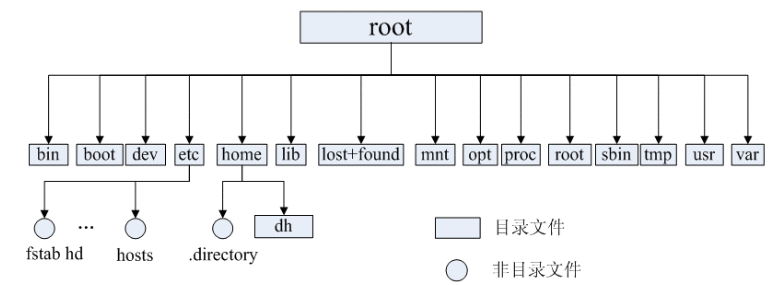 root
bin boot dev etc home lib lost+found mnt opt proc root sbin tmp usr var
... dh 目录文件
fstab hd hosts .directory
非目录文件